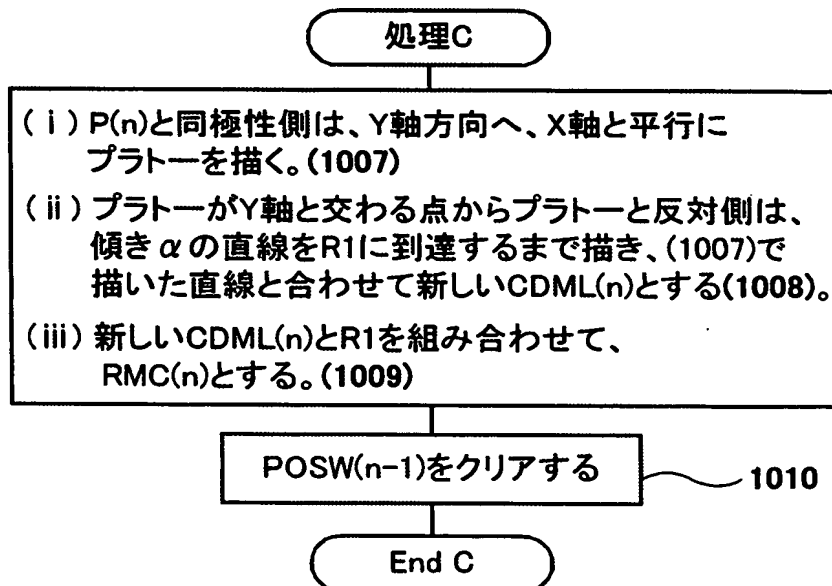 処理C
(ⅰ) P(n)と同極性側は、Y軸方向へ、X軸と平行に
プラトーを描く。(1007)
(ⅱ) プラトーがY軸と交わる点からプラトーと反対側は、
傾きαの直線をR1に到達するまで描き、(1007)で
描いた直線と合わせて新しいCDML(n)とする(1008)。
(ⅲ) 新しいCDML(n)とR1を組み合わせて、
RMC(n)とする。(1009)
POSW(n-1)をクリアする
1010
End C